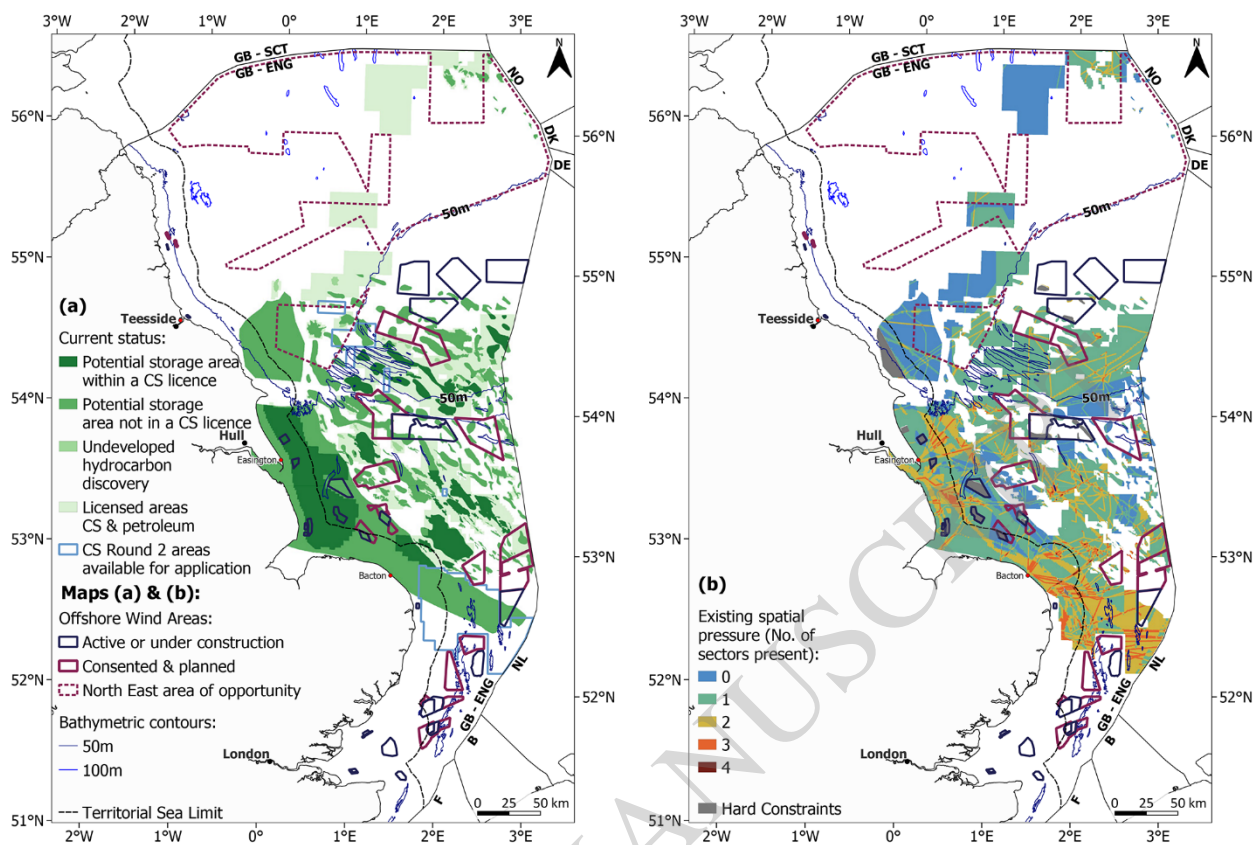 3°W 2°W 1°W 0° 1°E 2°E 3°E
GB - SCT
GB - ENG
N
NO
DK
DE
56°N
56°N
50m
55°N
55°N
(a)
Teesside
Current status:
Potential storage area
within a CS licence
Potential storage
area not in a CS licence
Undeveloped
hydrocarbon
discovery
Licensed areas
CS & petroleum
CS Round 2 areas
available for application
Maps (a) & (b):
Offshore Wind Areas:
Active or under construction
Consented & planned
North East area of opportunity
Bathymetric contours:
50m
100m
Territorial Sea Limit
54°N
54°N
50m
Hull
Easington
53°N
53°N
Bacton
NL
GB - ENG
52°N
52°N
London
B
F
0 25 50 km
51°N
51°N
2°W 1°W 0° 1°E 2°E 3°E
3°W 2°W 1°W 0° 1°E 2°E 3°E
GB - SCT
GB - ENG
N
NO
DK
DE
56°N
56°N
50m
55°N
55°N
Teesside
54°N
54°N
50m
Hull
Easington
53°N
53°N
Bacton
(b)
Existing spatial
pressure (No. of
sectors present):
0
1
2
3
4
Hard Constraints
NL
GB - ENG
52°N
52°N
London
B
F
0 25 50 km
51°N
51°N
2°W 1°W 0° 1°E 2°E 3°E
MANUSCRI